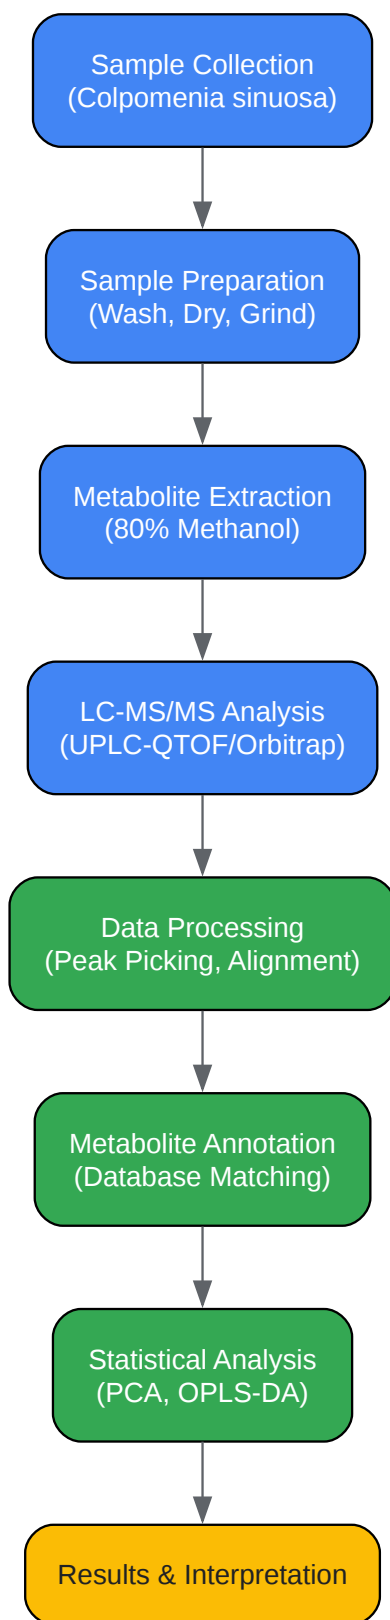 Sample Collection
(Colpomenia sinuosa)
Sample Preparation
(Wash, Dry, Grind)
Metabolite Extraction
(80% Methanol)
LC-MS/MS Analysis
(UPLC-QTOF/Orbitrap)
Data Processing
(Peak Picking, Alignment)
Metabolite Annotation
(Database Matching)
Statistical Analysis
(PCA, OPLS-DA)
Results & Interpretation